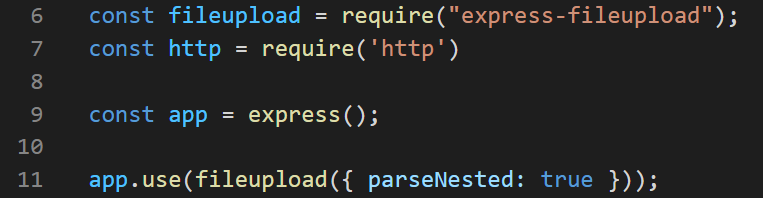 6 const fileupload = require("express-fileupload");
7 const http = require('http')
8
9 const app = express();
10
11 app.use(fileupload({ parseNested: true }));